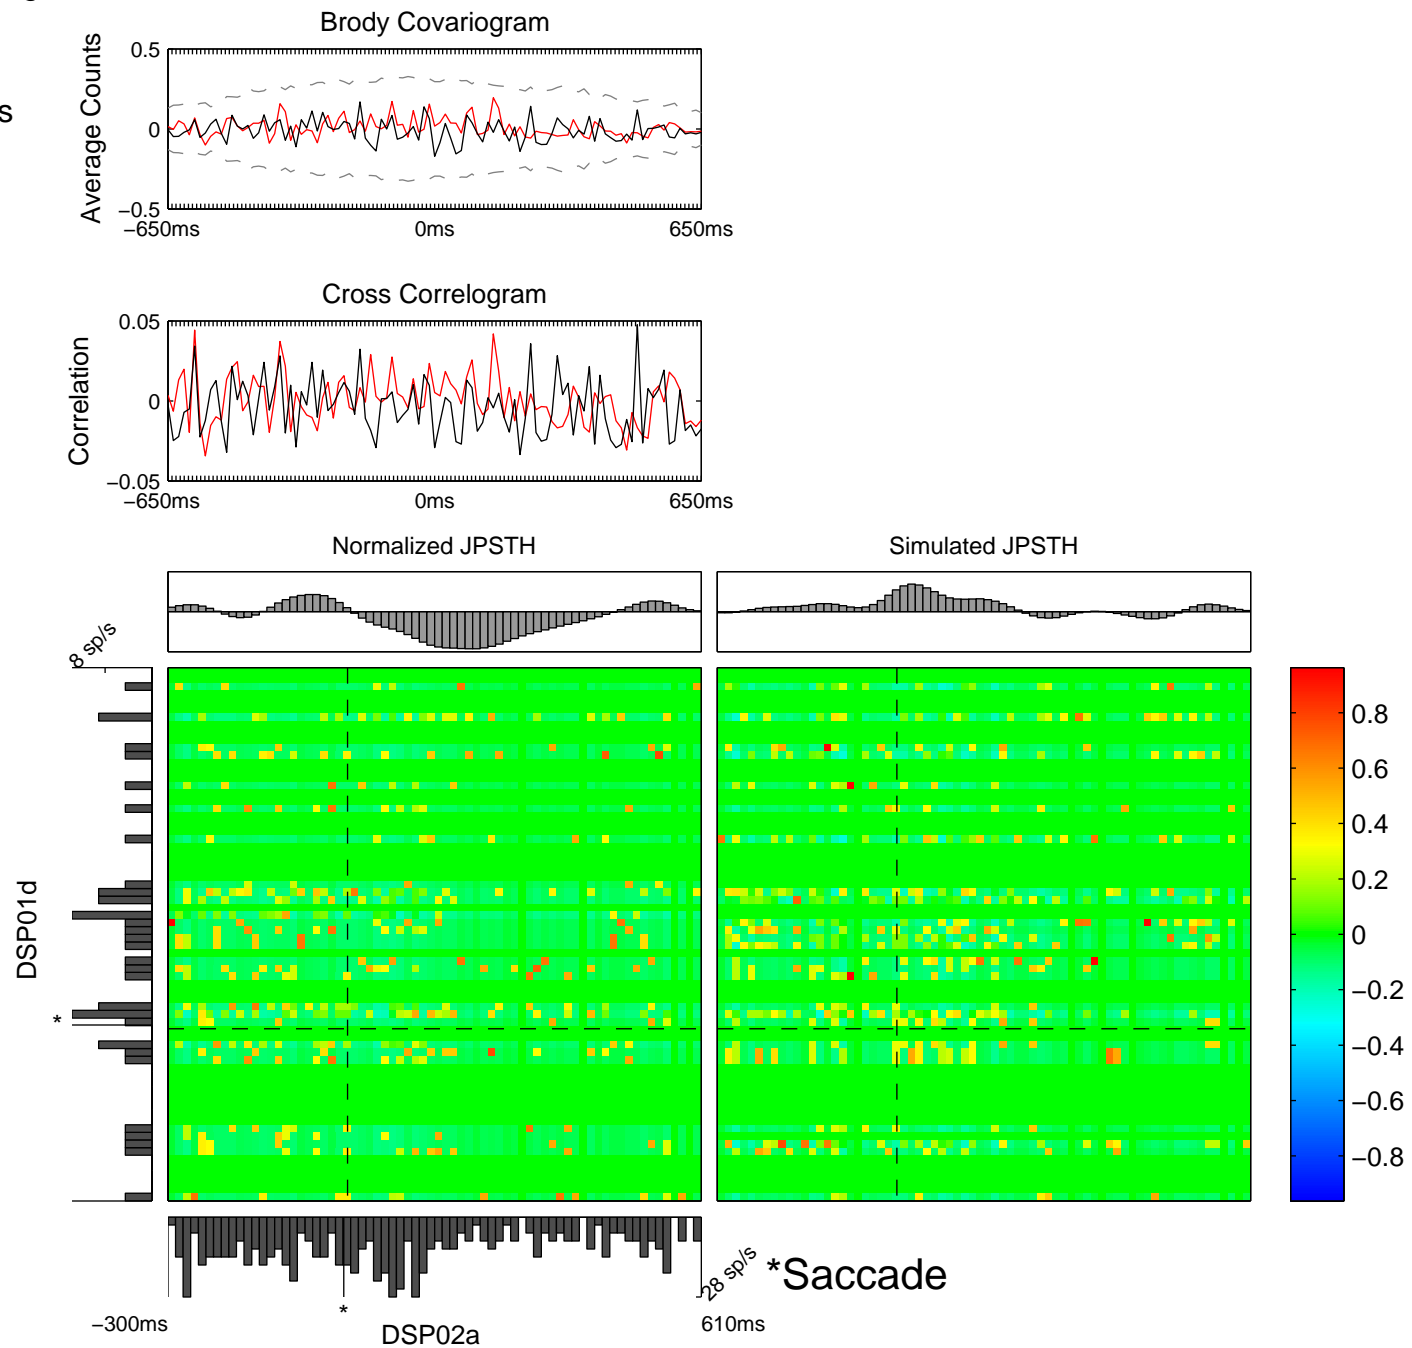 g
Brody Covariogram
s
Average Counts
0.5
0
−0.5
−650ms
0ms
650ms
Cross Correlogram
Correlation
0.05
0
−0.05
−650ms
0ms
650ms
Normalized JPSTH
Simulated JPSTH
8 sp/s
DSP01d
*
0.8
0.6
0.4
0.2
0
−0.2
−0.4
−0.6
−0.8
28 sp/s
*Saccade
*
−300ms
DSP02a
610ms